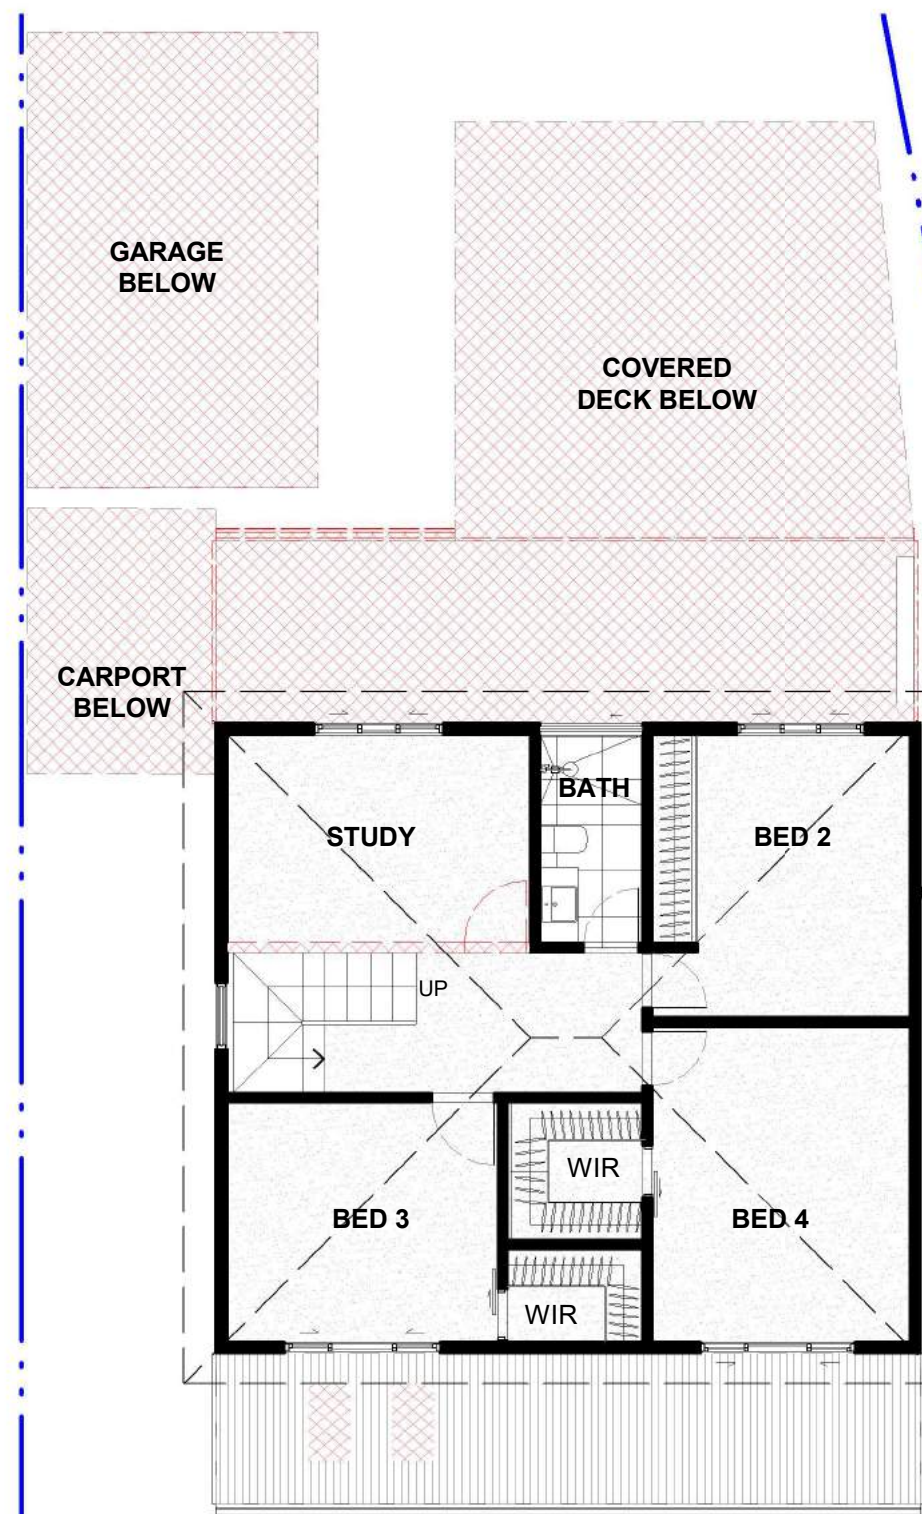 GARAGE
BELOW
COVERED
DECK BELOW
CARPORT
BELOW
BATH
STUDY
BED 2
UP
WIR
BED 3
BED 4
WIR